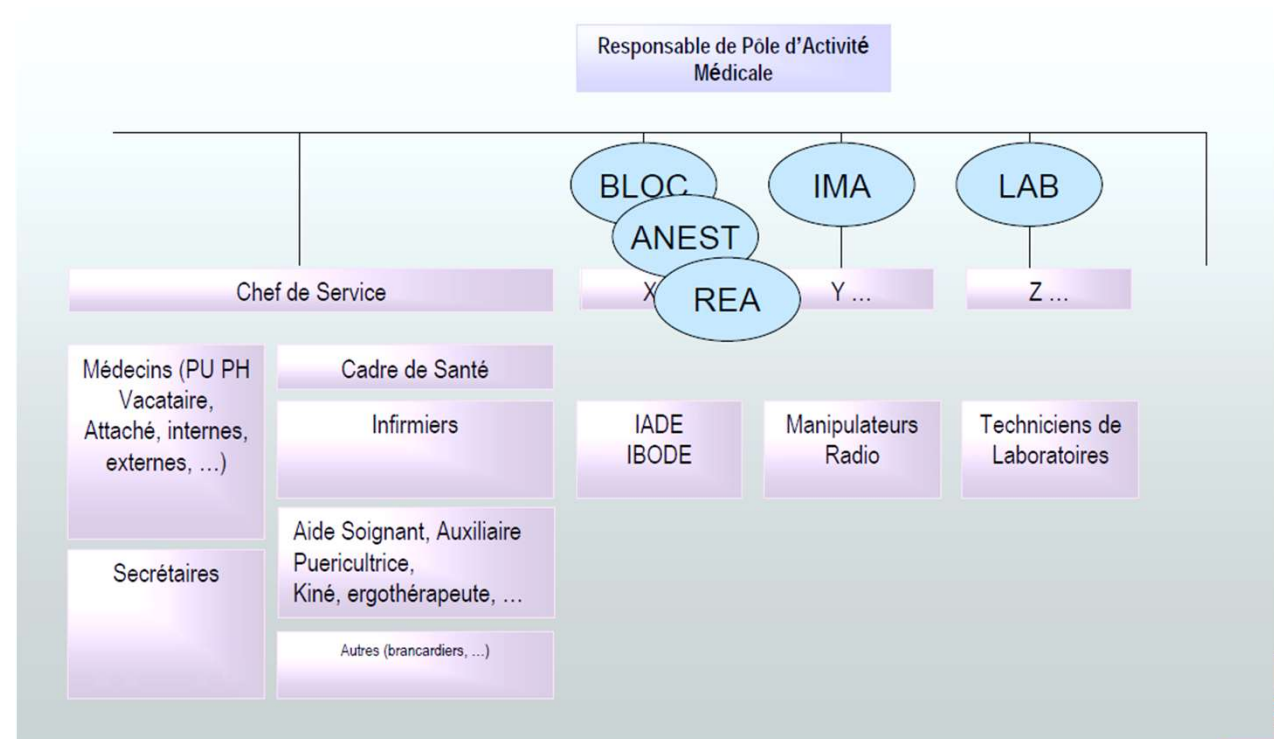 Responsable de Pôle d’Activité
Médicale
BLOC
ANEST
REA
IMA
LAB
Chef de Service
X
Y ...
Z ...
Médecins (PU PH
Vacataire,
Attaché, internes,
externes, …)
Secrétaires
Cadre de Santé
Infirmiers
Aide Soignant, Auxiliaire
Puericultrice,
Kiné, ergothérapeute, …
Autres (brancardiers, …)
IADE
IBODE
Manipulateurs
Radio
Techniciens de
Laboratoires